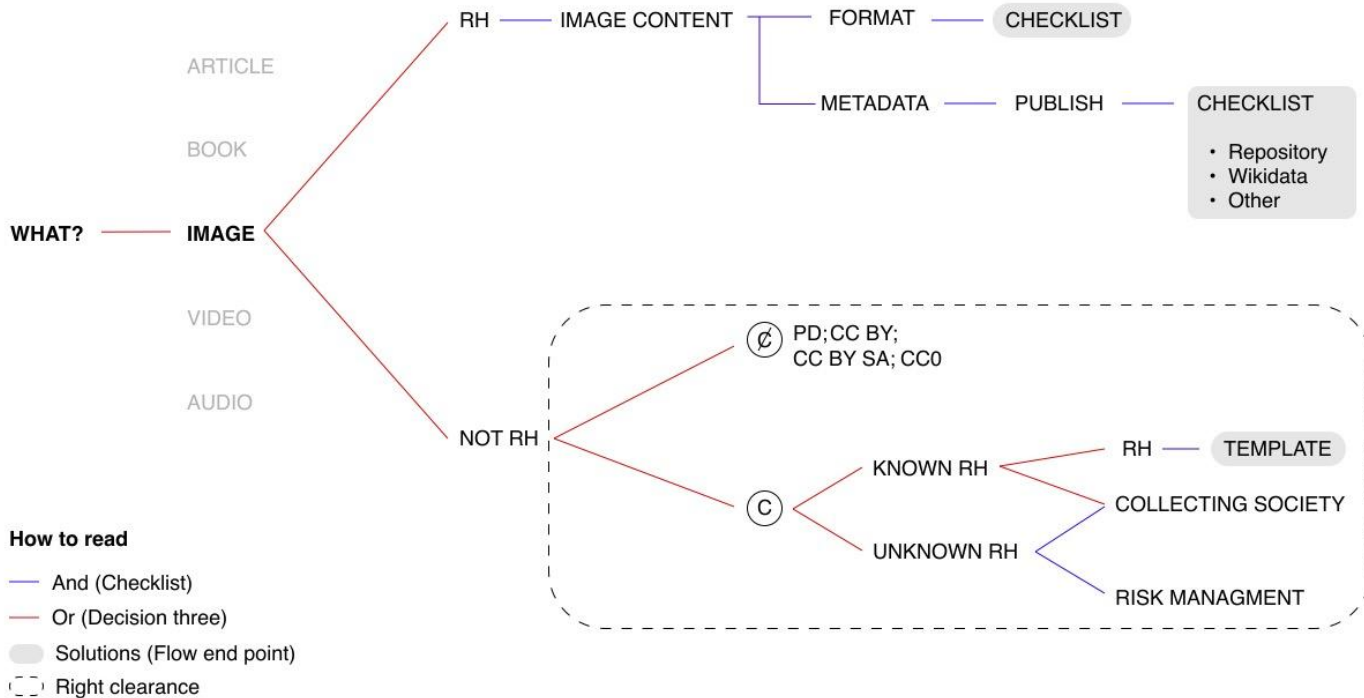 RH
IMAGE CONTENT
FORMAT
CHECKLIST
ARTICLE
METADATA
PUBLISH
CHECKLIST
• Repository
• Wikidata
• Other
BOOK
WHAT?
IMAGE
VIDEO
AUDIO
NOT RH
PD; CC BY;
CC BY SA; CC0
C
KNOWN RH
RH
TEMPLATE
COLLECTING SOCIETY
UNKNOWN RH
RISK MANAGMENT
How to read
And (Checklist)
Or (Decision three)
Solutions (Flow end point)
Right clearance